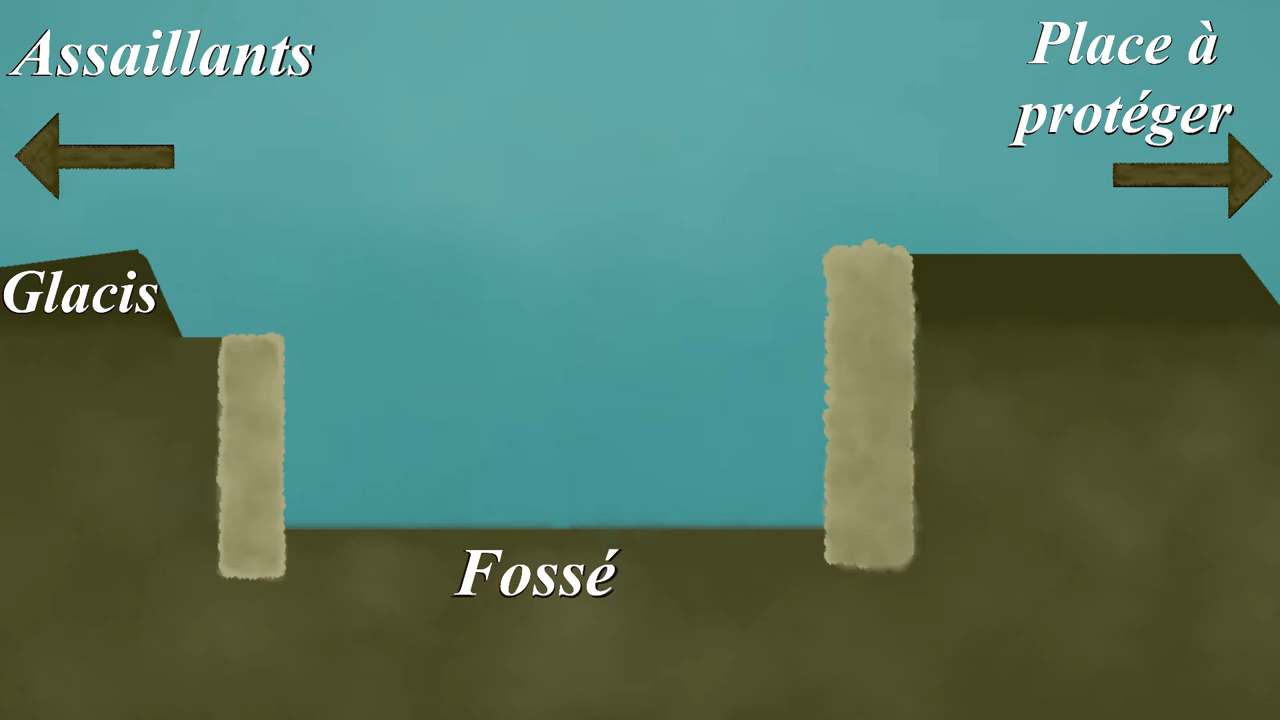 Assaillants
Place à
protéger
Glacis
Fossé